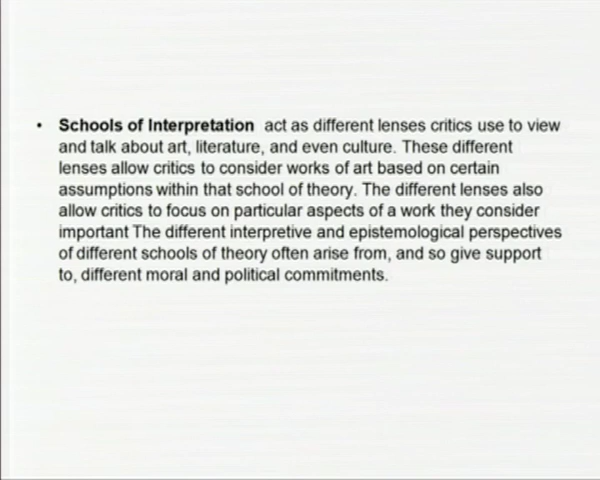 • Schools of Interpretation act as different lenses critics use to view
and talk about art, literature, and even culture. These different
lenses allow critics to consider works of art based on certain
assumptions within that school of theory. The different lenses also
allow critics to focus on particular aspects of a work they consider
important The different interpretive and epistemological perspectives
of different schools of theory often arise from, and so give support
to, different moral and political commitments.